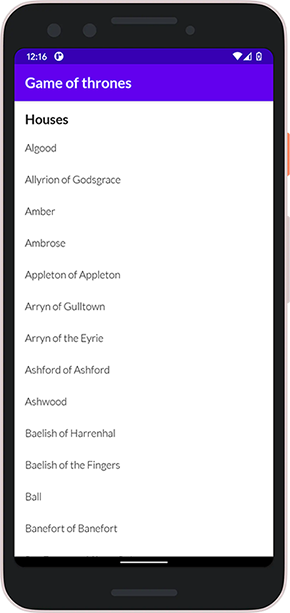 12:16
Game of thrones
Houses
Algood
Allyrion of Godsgrace
Amber
Ambrose
Appleton of Appleton
Arryn of Gulltown
Arryn of the Eyrie
Ashford of Ashford
Ashwood
Baelish of Harrenhal
Baelish of the Fingers
Ball
Banefort of Banefort